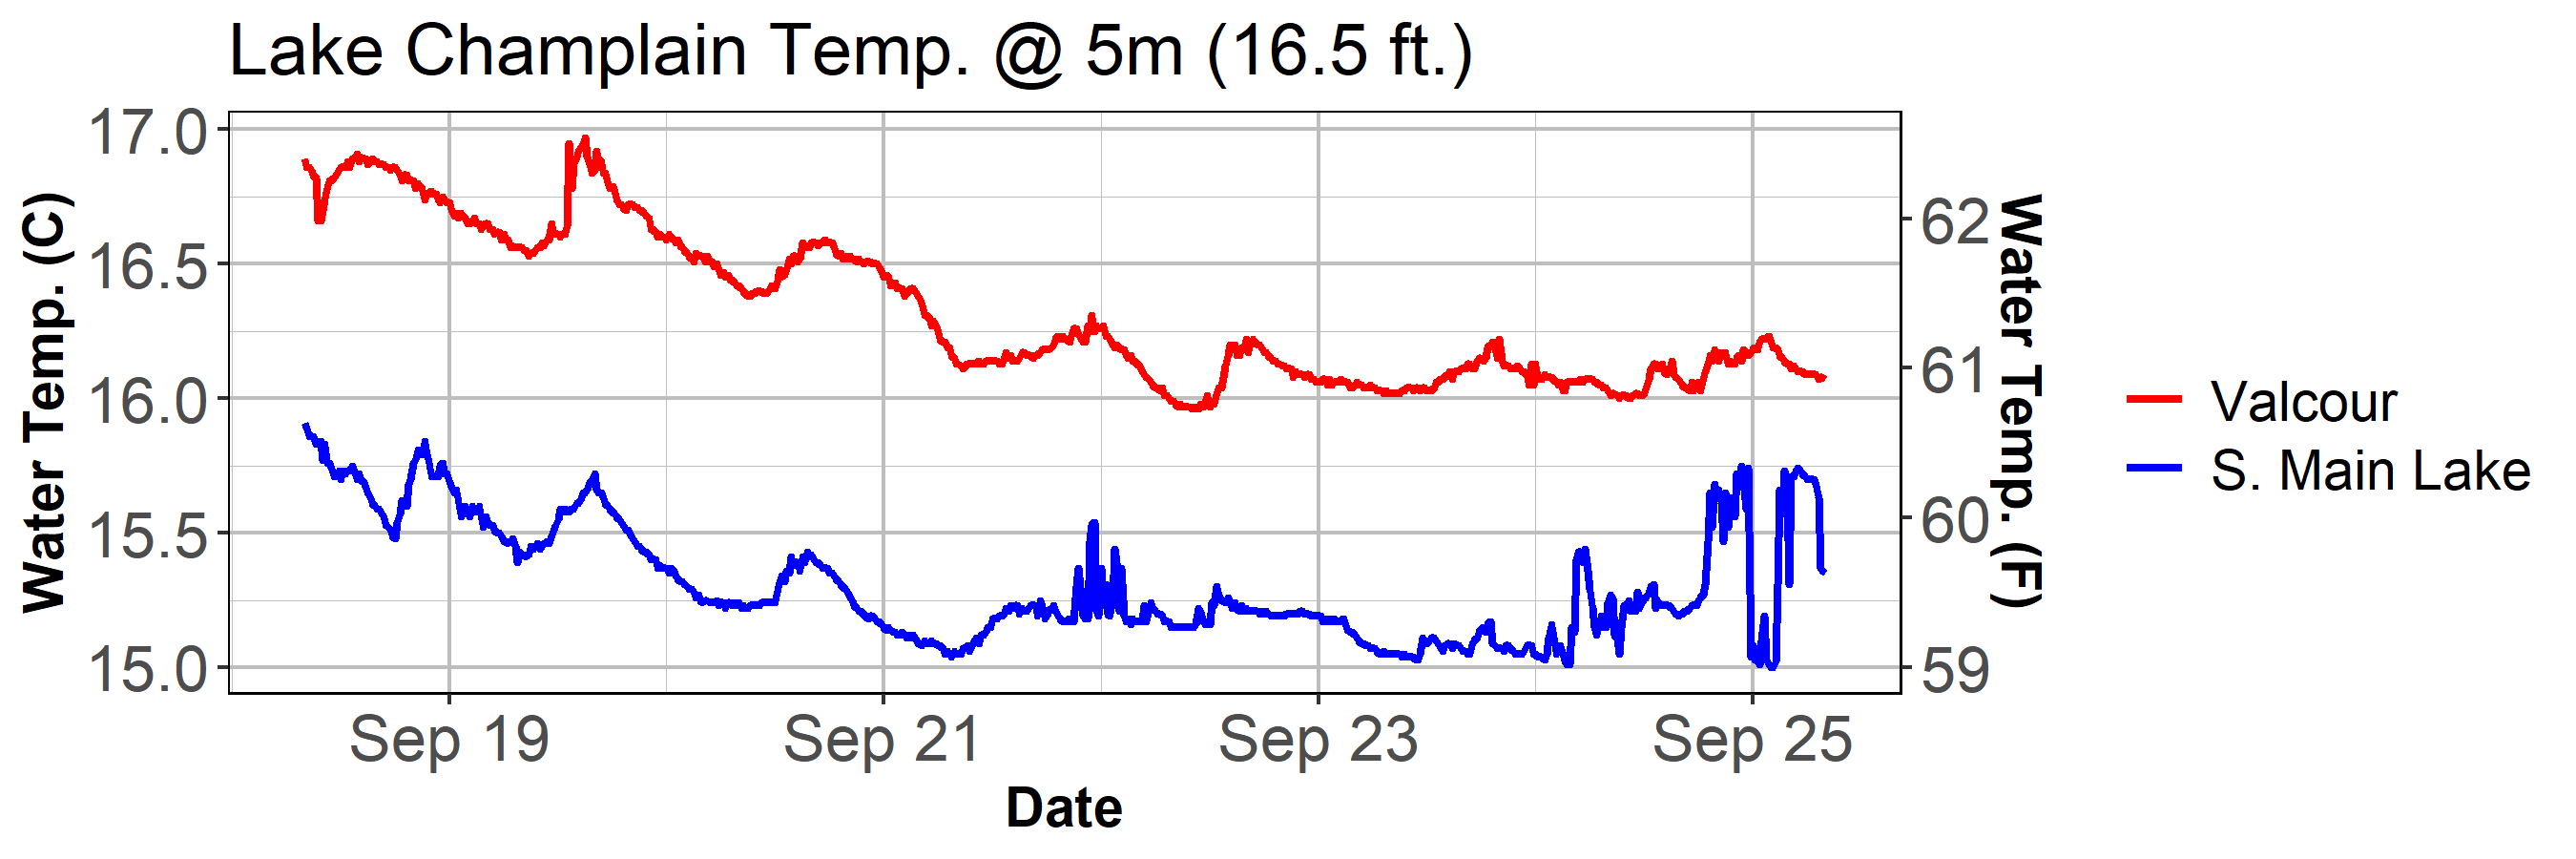 Lake Champlain Temp. @ 5m (16.5 ft.)
Water Temp. (C)
17.0
16.5
16.0
15.5
15.0
62
61
60
59
Water Temp. (F)
Sep 19
Sep 21
Sep 23
Sep 25
Date
Valcour
S. Main Lake